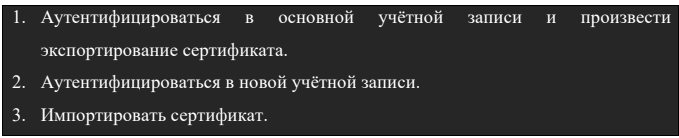 1. Аутентифицироваться в основной учётной записи и произвести
экспортирование сертификата.
2. Аутентифицироваться в новой учётной записи.
3. Импортировать сертификат.